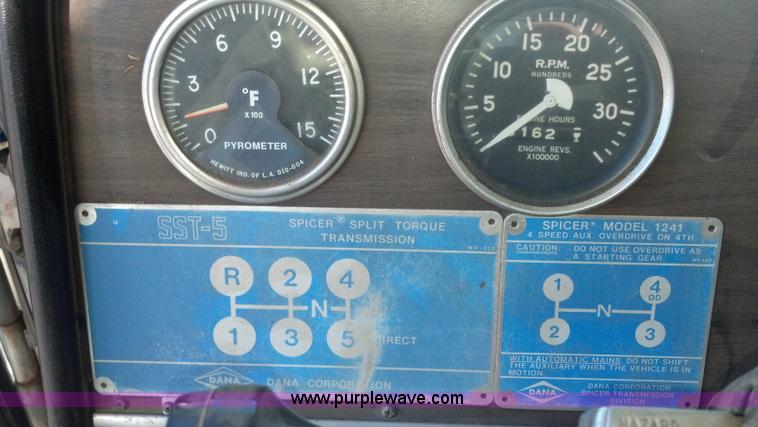 6 9
3 12
0 15
°F
X100
PYROMETER
HEWITT IND. OF L.A. 010-004
15 20
10 25
5 30
R.P.M.
HUNDREDS
ENGINE HOURS
162
ENGINE REVS.
X100000
SST-5
SPICER® SPLIT TORQUE
TRANSMISSION
R 2 4
N
1 3 5
DIRECT
DANA
DANA CORPORATION
SPICER® MODEL 1241
4 SPEED AUX OVERDRIVE ON 4TH.
CAUTION: DO NOT USE OVERDRIVE AS
A STARTING GEAR
1 4
OD
N
2 3
WITH AUTOMATIC MAINS, DO NOT SHIFT
THE AUXILIARY WHEN THE VEHICLE IS IN
MOTION.
DANA
DANA CORPORATION
SPICER TRANSMISSION
DIVISION
www.purplewave.com
HAZARD